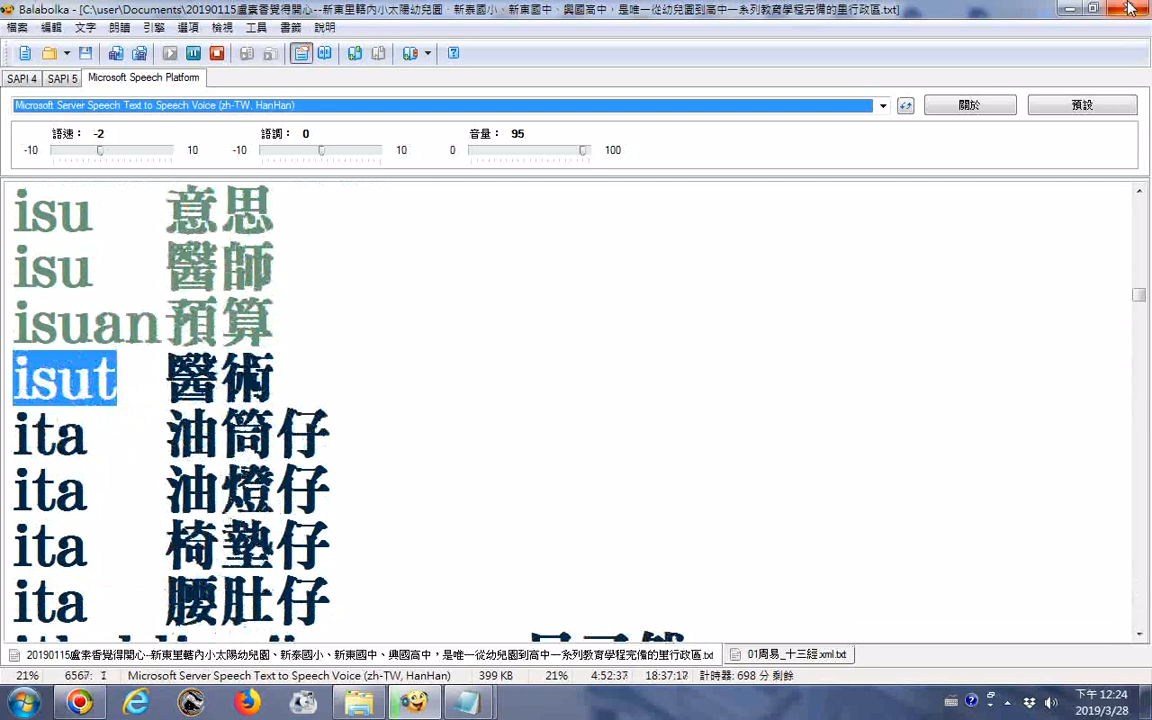 Balabolka - [C:\user\Documents\20190115盧素香覺得開心--新東里轄內小太陽幼兒園、新泰國小、新東國中、興國高中，是唯一從幼兒園到高中一系列教育學程完備的里行政區.txt]
檔案 編輯 文字 朗讀 引擎 選項 檢視 工具 書籤 說明
SAPI 4 SAPI 5 Microsoft Speech Platform
Microsoft Server Speech Text to Speech Voice (zh-TW, HanHan) 關於 預設
語速： -2 語調： 0 音量： 95
-10 10 -10 10 0 100
isu 意思
isu 醫師
isuan預算
isut 醫術
ita 油筒仔
ita 油燈仔
ita 椅墊仔
ita 腰肚仔
20190115盧素香覺得開心--新東里轄內小太陽幼兒園、新泰國小、新東國中、興國高中，是唯一從幼兒園到高中一系列教育學程完備的里行政區.txt 01周易_十三經.xml.txt
21% 6567: 1 Microsoft Server Speech Text to Speech Voice (zh-TW, HanHan) 399 KB 21% 4:52:37 18:37:17 計時器: 698 分 剩餘
下午 12:24
2019/3/28